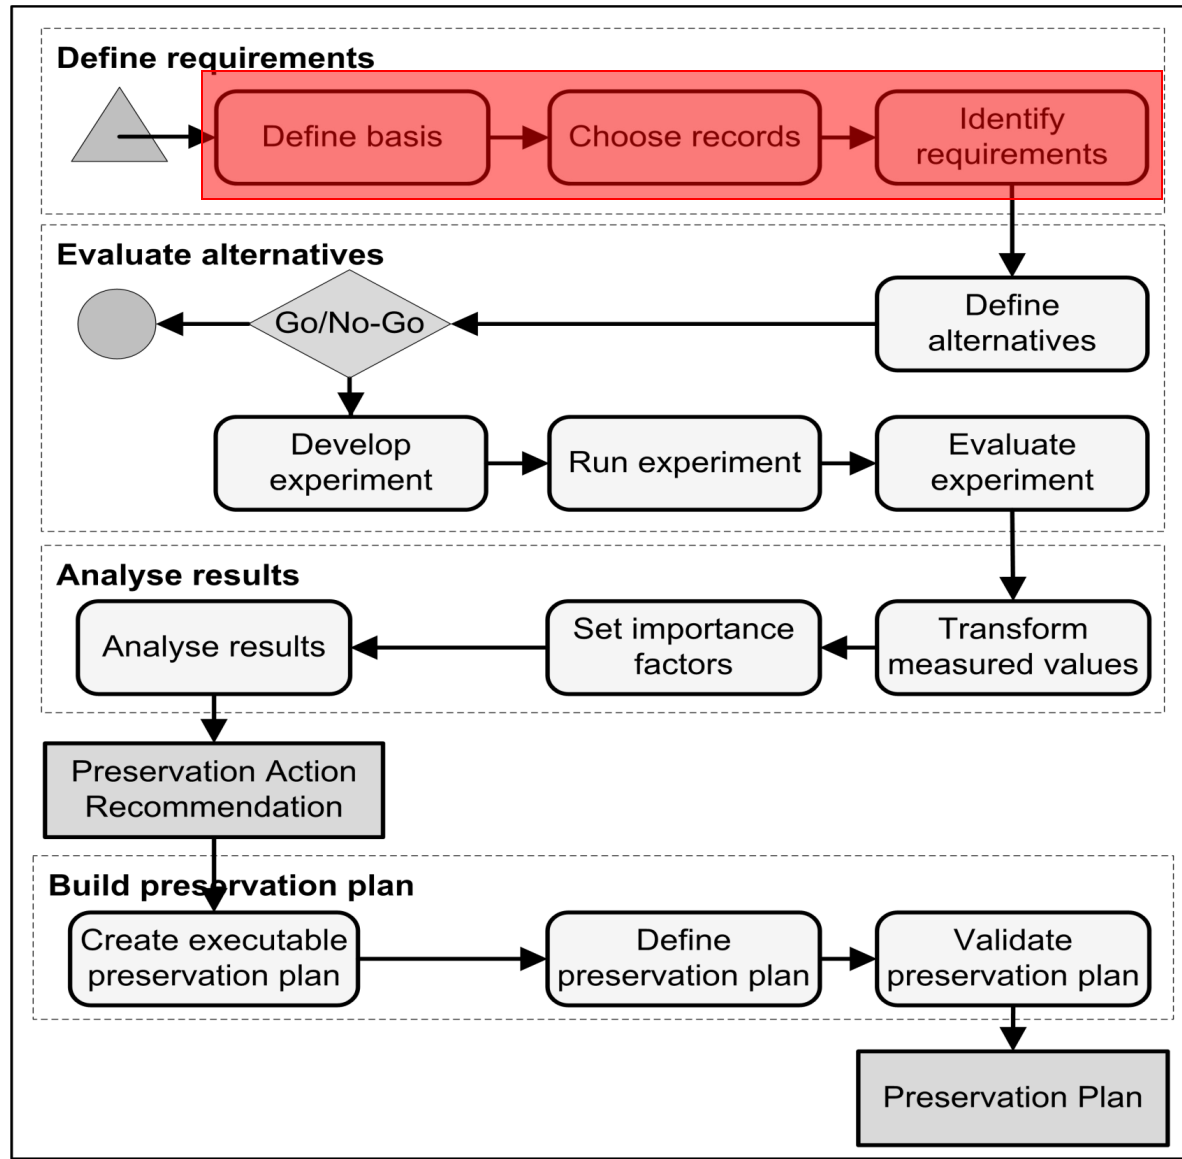 Define requirements
Define basis
Choose records
Identify
requirements
Evaluate alternatives
Go/No-Go
Define
alternatives
Develop
experiment
Run experiment
Evaluate
experiment
Analyse results
Analyse results
Set importance
factors
Transform
measured values
Preservation Action
Recommendation
Build preservation plan
Create executable
preservation plan
Define
preservation plan
Validate
preservation plan
Preservation Plan